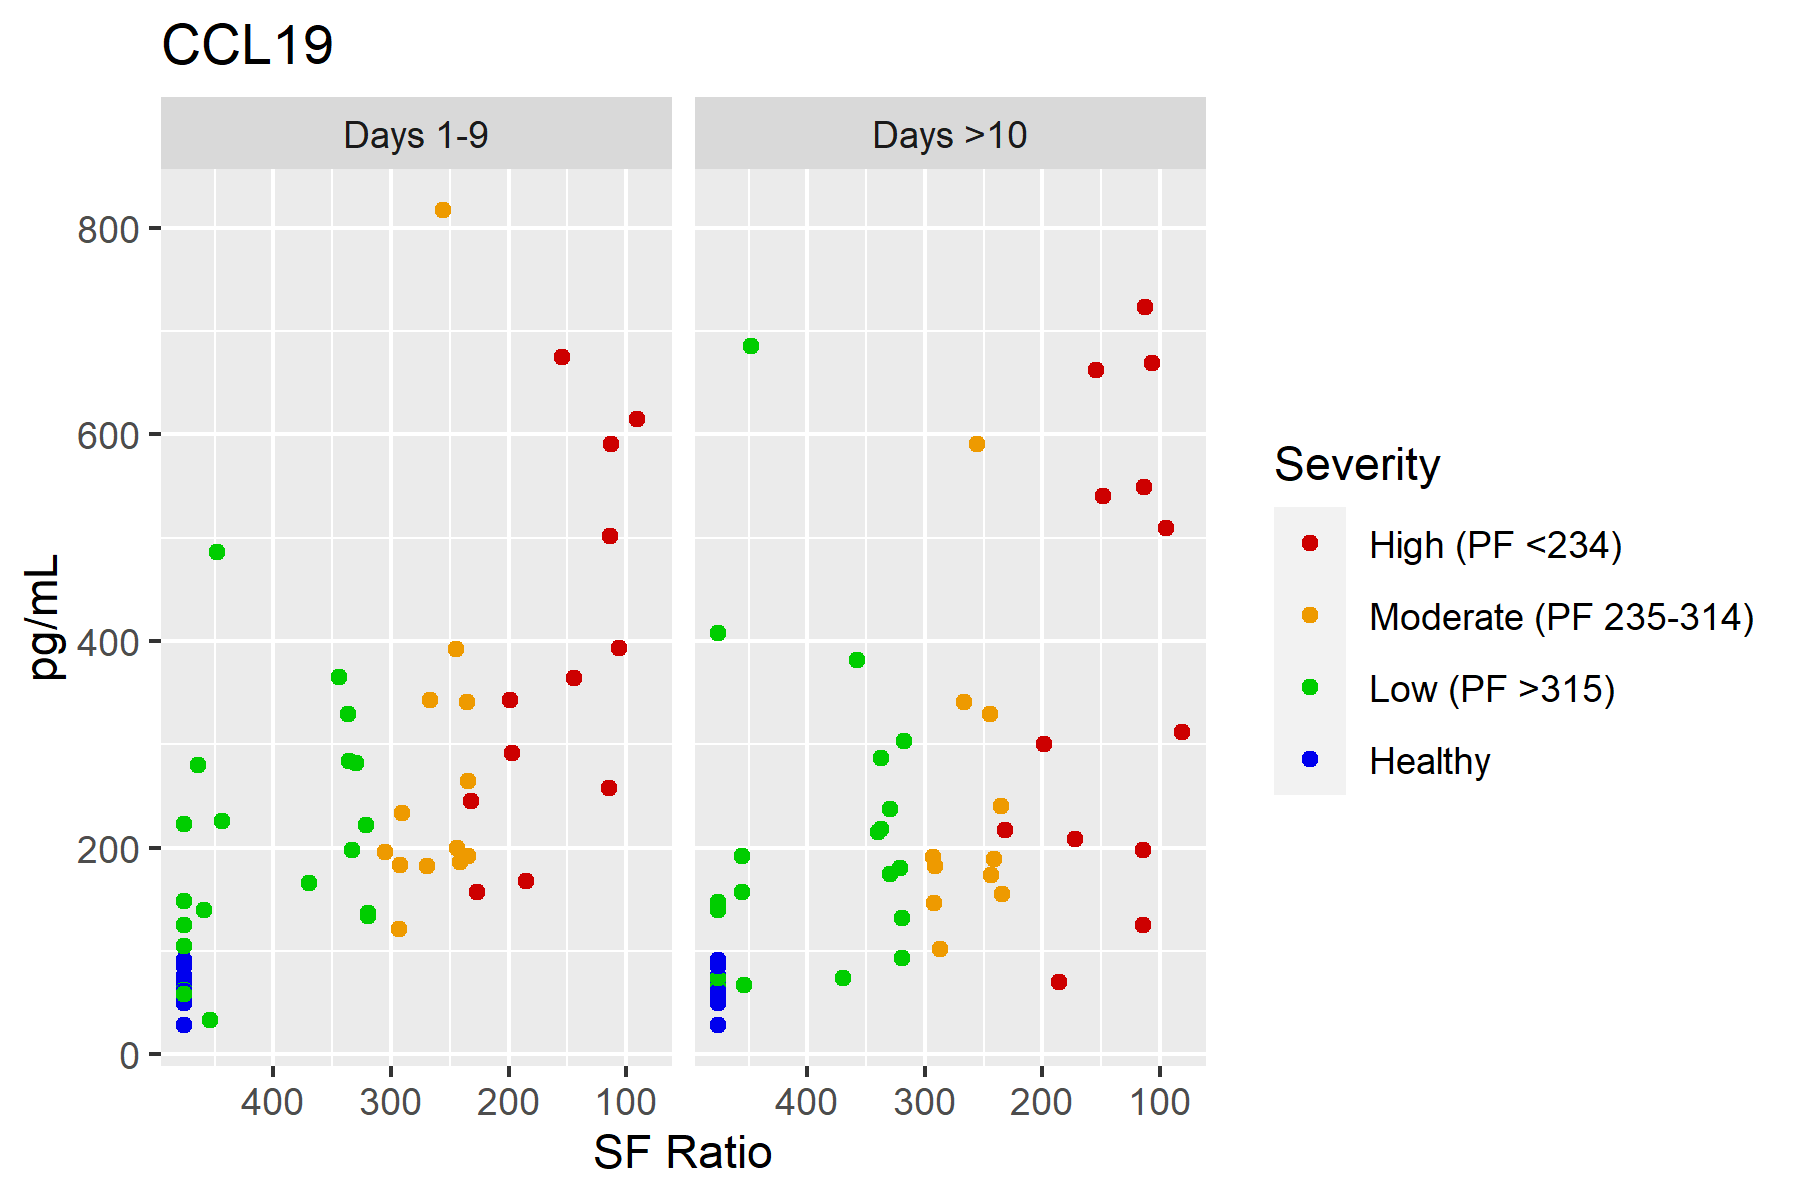 CCL19
Days 1-9
Days >10
800
600
400
200
0
pg/mL
400 300 200 100
400 300 200 100
SF Ratio
Severity
High (PF <234)
Moderate (PF 235-314)
Low (PF >315)
Healthy